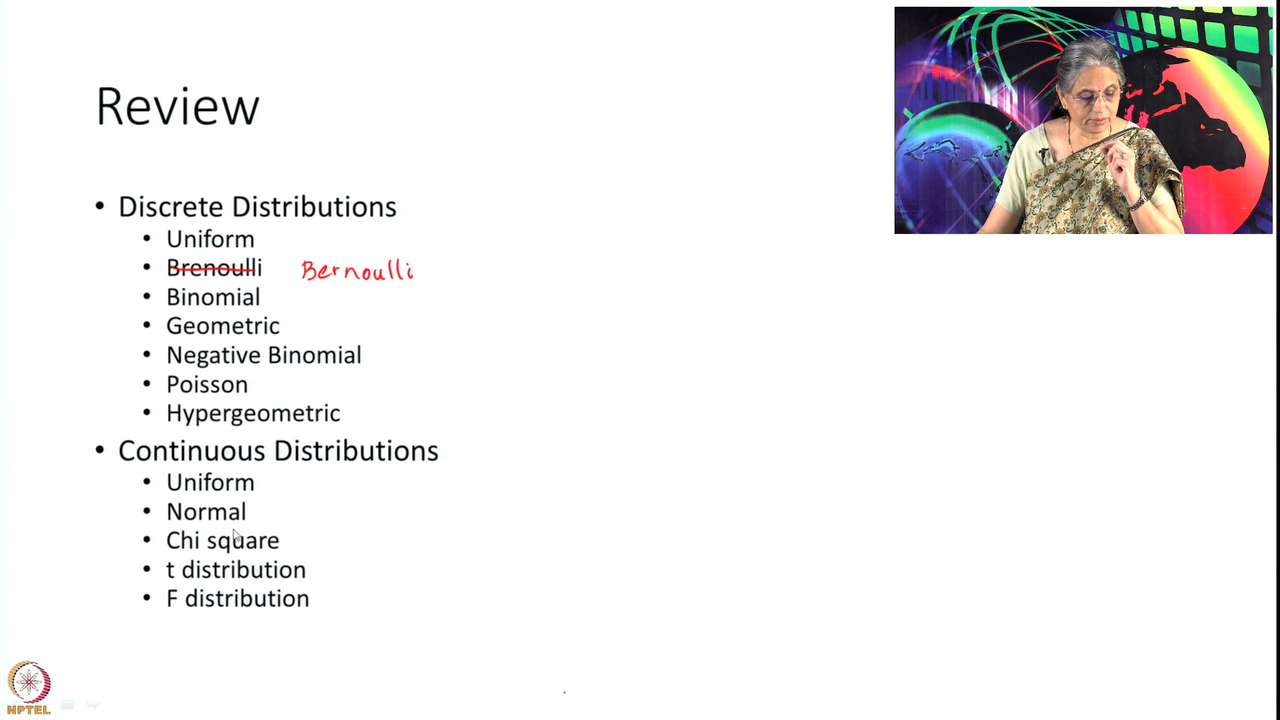 Review
• Discrete Distributions
• Uniform
• Brenoulli Bernoulli
• Binomial
• Geometric
• Negative Binomial
• Poisson
• Hypergeometric
• Continuous Distributions
• Uniform
• Normal
• Chi square
• t distribution
• F distribution
NPTEL